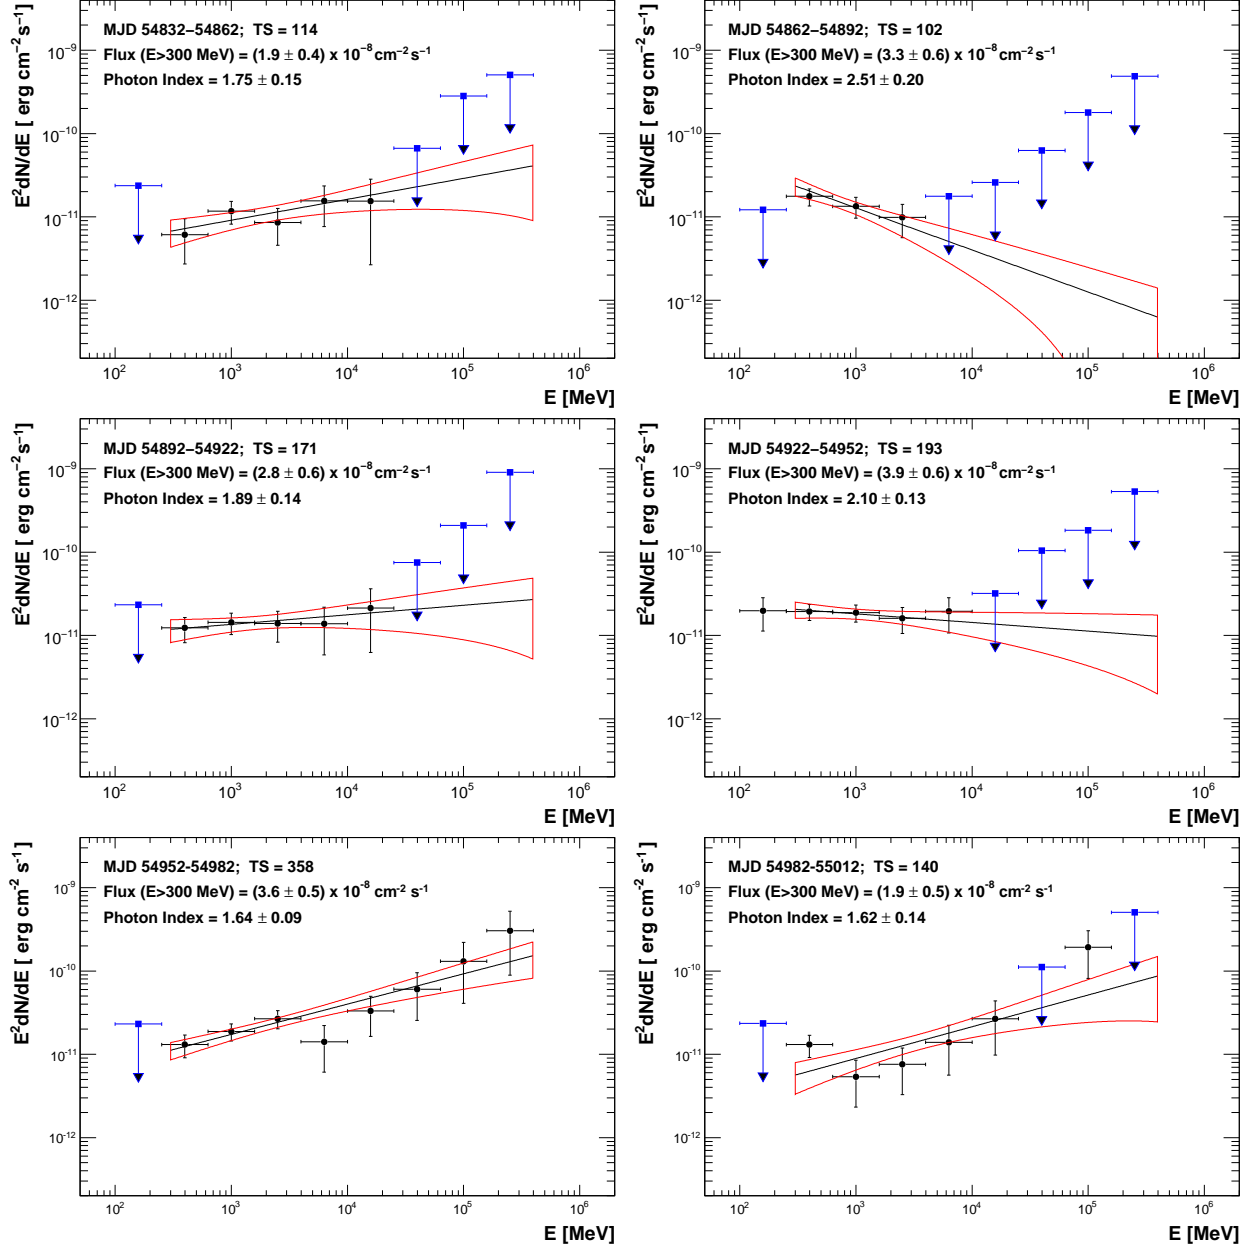 MJD 54832−54862; TS = 114
Flux (E>300 MeV) = (1.9 ± 0.4) x 10⁻⁸ cm⁻² s⁻¹
Photon Index = 1.75 ± 0.15
E²dN/dE [ erg cm⁻² s⁻¹]
10⁻⁹
10⁻¹⁰
10⁻¹¹
10⁻¹²
10²
10³
10⁴
10⁵
10⁶
E [MeV]
MJD 54862−54892; TS = 102
Flux (E>300 MeV) = (3.3 ± 0.6) x 10⁻⁸ cm⁻² s⁻¹
Photon Index = 2.51 ± 0.20
E²dN/dE [ erg cm⁻² s⁻¹]
10⁻⁹
10⁻¹⁰
10⁻¹¹
10⁻¹²
10²
10³
10⁴
10⁵
10⁶
E [MeV]
MJD 54892−54922; TS = 171
Flux (E>300 MeV) = (2.8 ± 0.6) x 10⁻⁸ cm⁻² s⁻¹
Photon Index = 1.89 ± 0.14
E²dN/dE [ erg cm⁻² s⁻¹]
10⁻⁹
10⁻¹⁰
10⁻¹¹
10⁻¹²
10²
10³
10⁴
10⁵
10⁶
E [MeV]
MJD 54922−54952; TS = 193
Flux (E>300 MeV) = (3.9 ± 0.6) x 10⁻⁸ cm⁻² s⁻¹
Photon Index = 2.10 ± 0.13
E²dN/dE [ erg cm⁻² s⁻¹]
10⁻⁹
10⁻¹⁰
10⁻¹¹
10⁻¹²
10²
10³
10⁴
10⁵
10⁶
E [MeV]
MJD 54952-54982; TS = 358
Flux (E>300 MeV) = (3.6 ± 0.5) x 10⁻⁸ cm⁻² s⁻¹
Photon Index = 1.64 ± 0.09
E²dN/dE [ erg cm⁻² s⁻¹]
10⁻⁹
10⁻¹⁰
10⁻¹¹
10⁻¹²
10²
10³
10⁴
10⁵
10⁶
E [MeV]
MJD 54982-55012; TS = 140
Flux (E>300 MeV) = (1.9 ± 0.5) x 10⁻⁸ cm⁻² s⁻¹
Photon Index = 1.62 ± 0.14
E²dN/dE [ erg cm⁻² s⁻¹]
10⁻⁹
10⁻¹⁰
10⁻¹¹
10⁻¹²
10²
10³
10⁴
10⁵
10⁶
E [MeV]